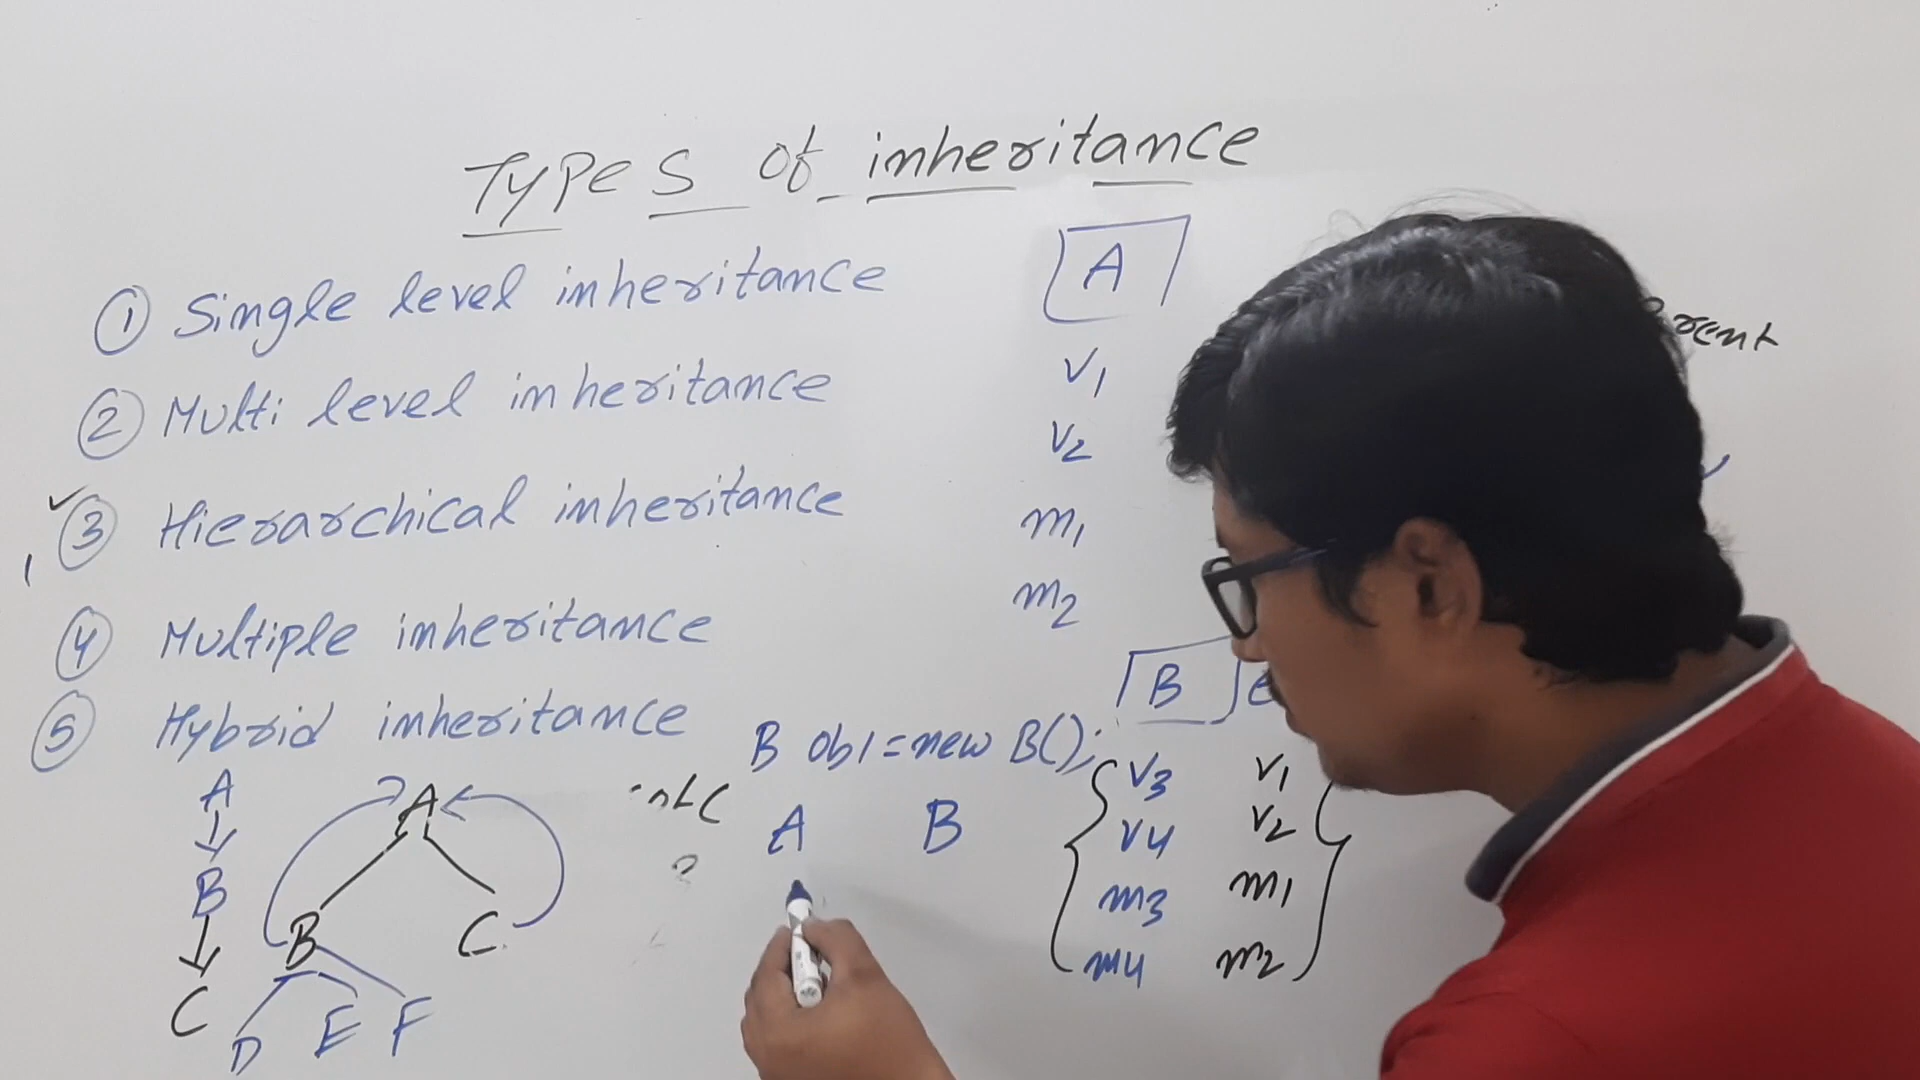 Types of inheritance
① Single level inheritance
② Multi level inheritance
③ Hierarchical inheritance
④ Multiple inheritance
⑤ Hybrid inheritance
A
B
C
A
B C
D E F
A
V1
V2
m1
m2
B
B ob1 = new B();
A B
V3 V1
V4 V2
m3 m1
m4 m2